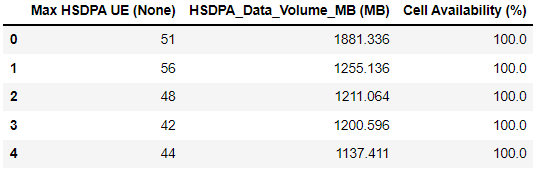 Max HSDPA UE (None) HSDPA_Data_Volume_MB (MB) Cell Availability (%)
0 51 1881.336 100.0
1 56 1255.136 100.0
2 48 1211.064 100.0
3 42 1200.596 100.0
4 44 1137.411 100.0